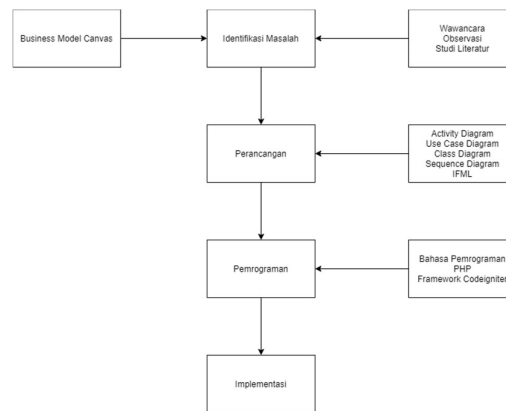 Business Model Canvas
Identifikasi Masalah
Wawancara
Observasi
Studi Literatur
Perancangan
Activity Diagram
Use Case Diagram
Class Diagram
Sequence Diagram
IFML
Pemrograman
Bahasa Pemrograman
PHP
Framework Codeigniter
Implementasi